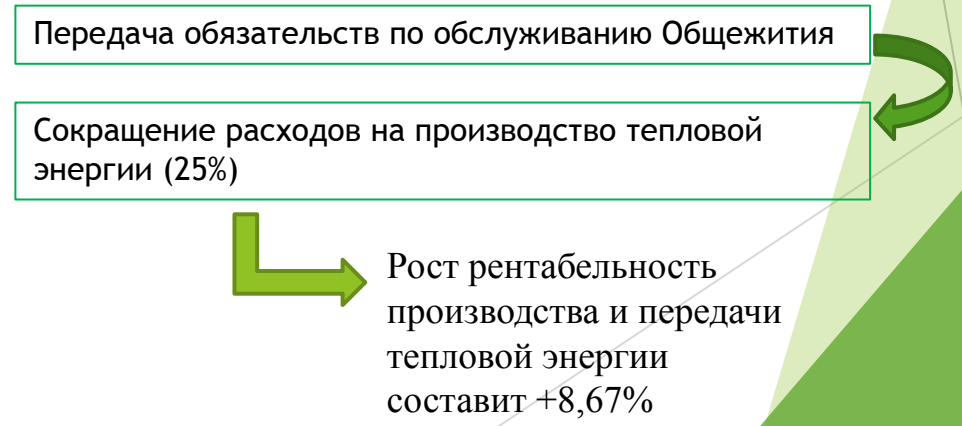 Передача обязательств по обслуживанию Общежития
Сокращение расходов на производство тепловой
энергии (25%)
Рост рентабельность
производства и передачи
тепловой энергии
составит +8,67%